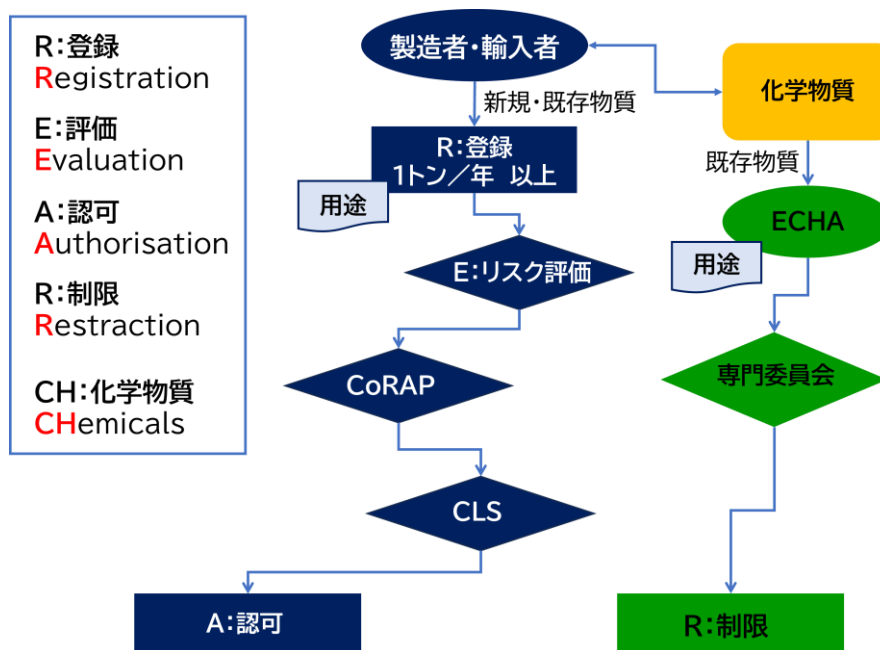 R:登録
Registration
E:評価
Evaluation
A:認可
Authorisation
R:制限
Restraction
CH:化学物質
CHemicals
製造者・輸入者
新規・既存物質
R:登録
1トン/年 以上
用途
E:リスク評価
CoRAP
CLS
A:認可
化学物質
既存物質
ECHA
用途
専門委員会
R:制限